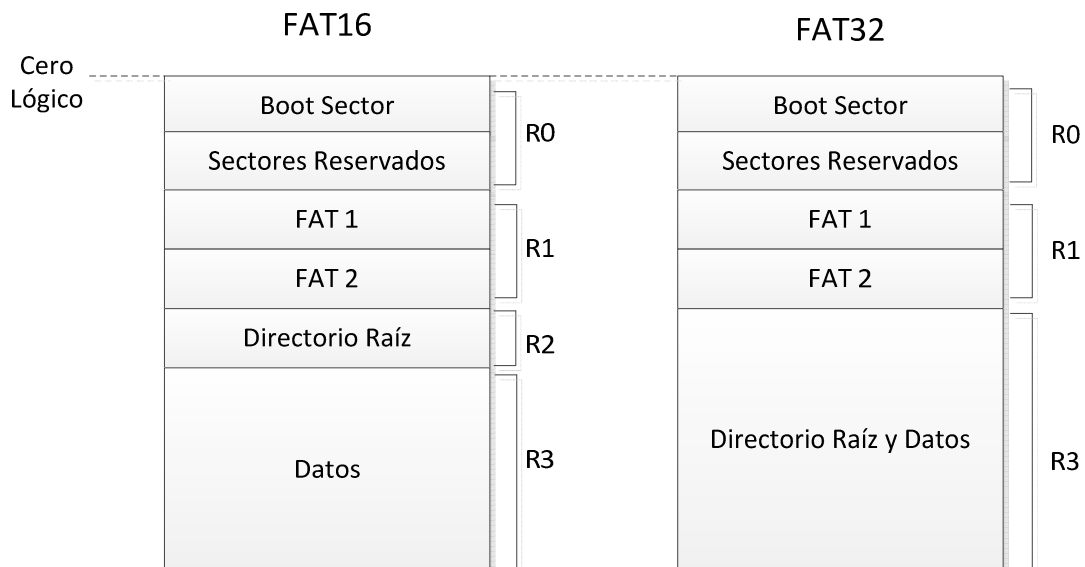 FAT16
FAT32
Cero
Lógico
Boot Sector
Sectores Reservados
R0
FAT 1
FAT 2
R1
Directorio Raíz
R2
Datos
R3
Boot Sector
Sectores Reservados
R0
FAT 1
FAT 2
R1
Directorio Raíz y Datos
R3